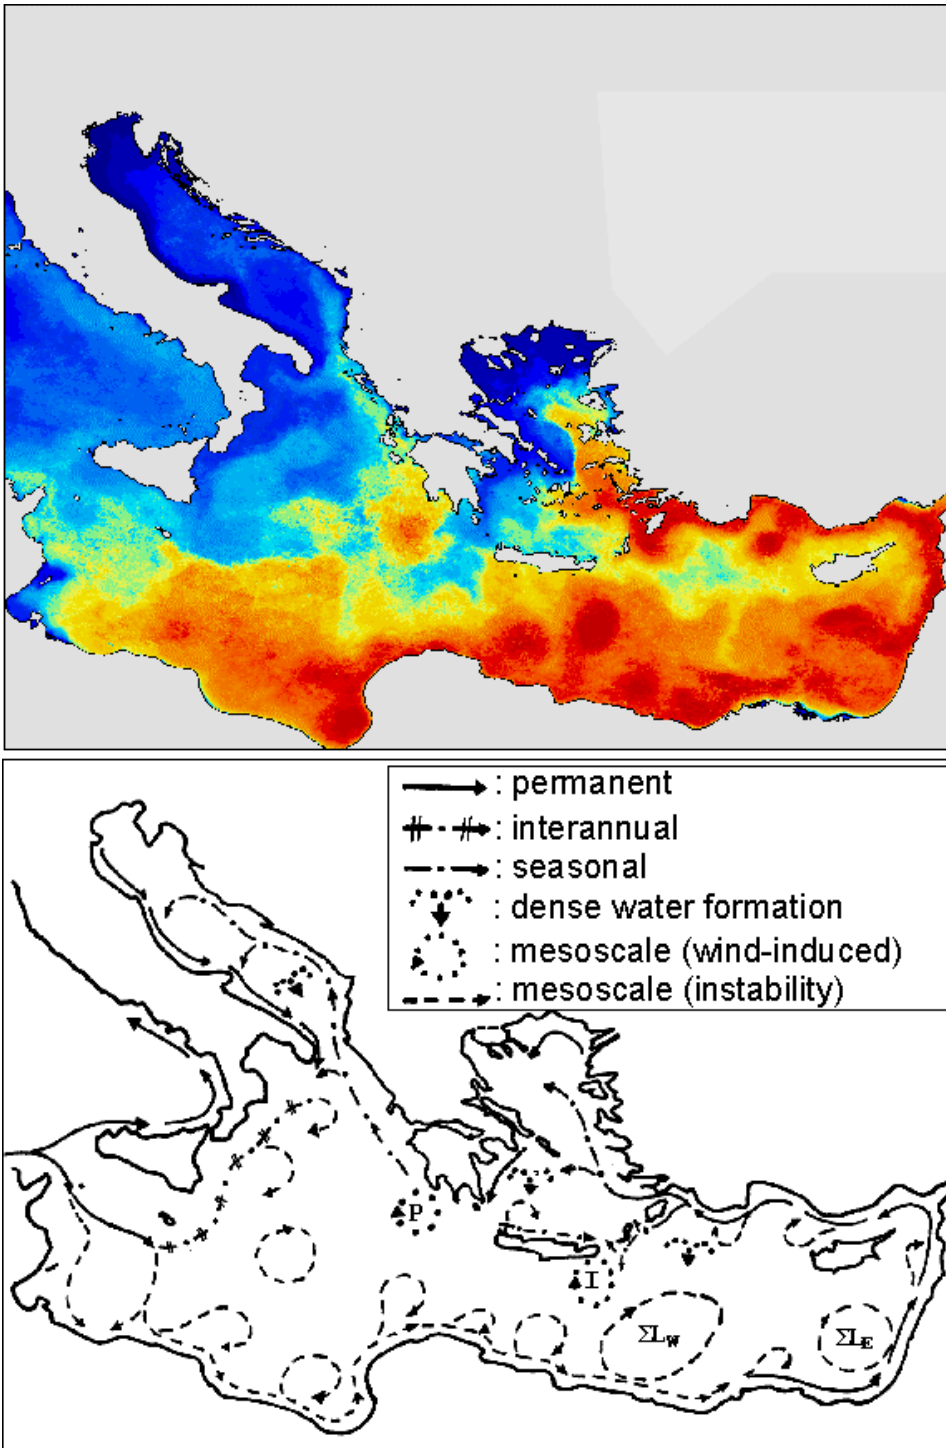 : permanent
: interannual
: seasonal
: dense water formation
: mesoscale (wind-induced)
: mesoscale (instability)
P
I
ΣLW
ΣLE